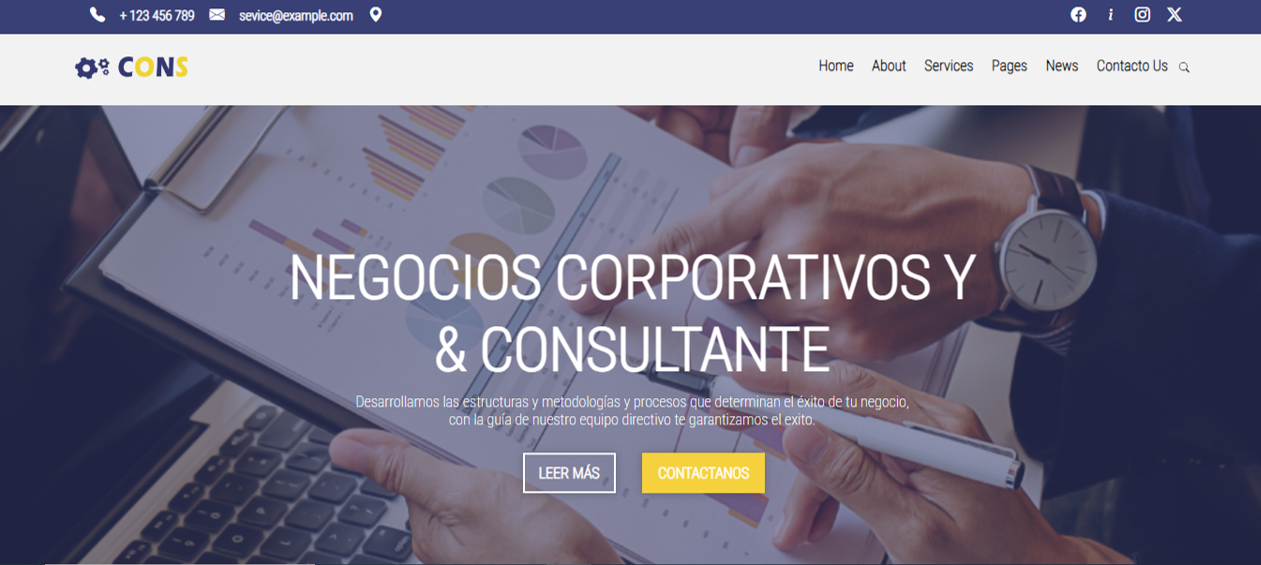 + 123 456 789 sevice@example.com
CONS
Home About Services Pages News Contacto Us
NEGOCIOS CORPORATIVOS Y
& CONSULTANTE
Desarrollamos las estructuras y metodologías y procesos que determinan el éxito de tu negocio,
con la guía de nuestro equipo directivo te garantizamos el exito.
LEER MÁS CONTACTANOS